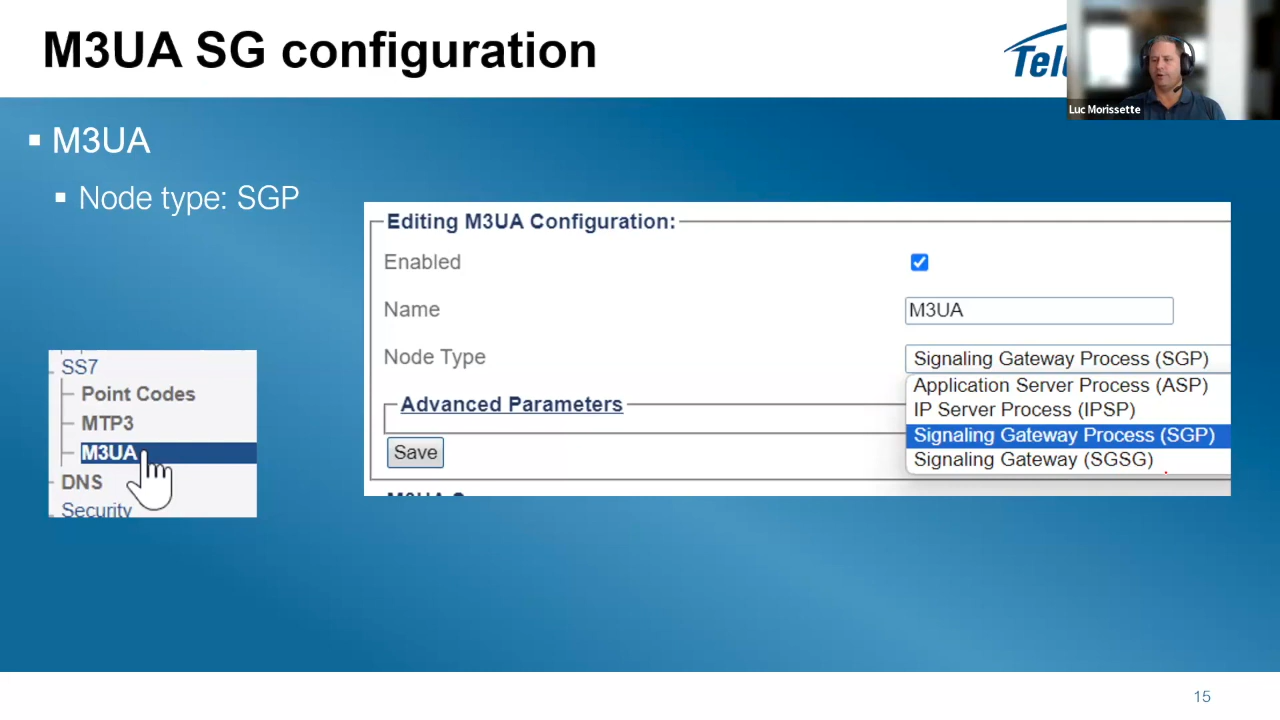 M3UA SG configuration
Luc Morissette
M3UA
Node type: SGP
Editing M3UA Configuration:
Enabled
Name
M3UA
Node Type
Signaling Gateway Process (SGP)
Application Server Process (ASP)
IP Server Process (IPSP)
Signaling Gateway Process (SGP)
Signaling Gateway (SGSG)
Advanced Parameters
Save
SS7
Point Codes
MTP3
M3UA
DNS
Security
15